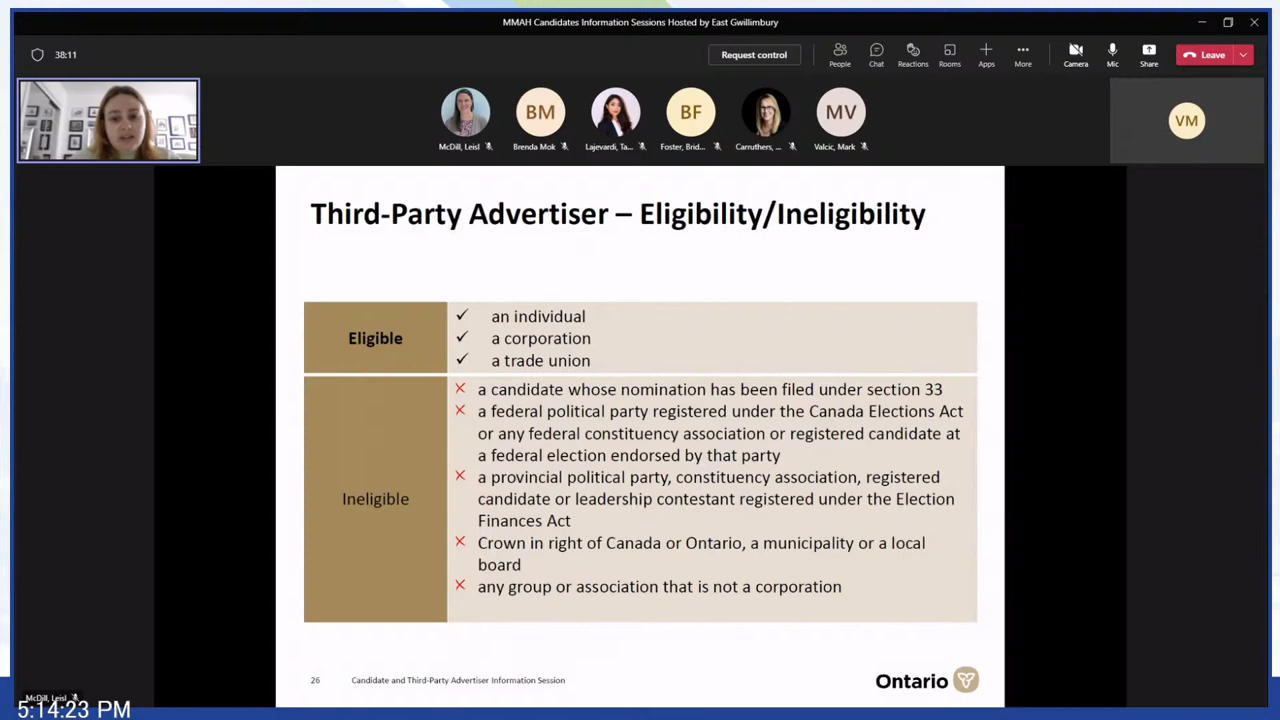 MMAH Candidates Information Sessions Hosted by East Gwillimbury
38:11
Request control
People
Chat
Reactions
Rooms
Apps
More
Camera
Mic
Share
Leave
BM
BF
MV
VM
McDill, Leisl
Brenda Mok
Lajevardi, Ta...
Foster, Brid...
Carruthers, ...
Valcic, Mark
Third-Party Advertiser – Eligibility/Ineligibility
Eligible
✓ an individual
✓ a corporation
✓ a trade union
Ineligible
× a candidate whose nomination has been filed under section 33
× a federal political party registered under the Canada Elections Act
or any federal constituency association or registered candidate at
a federal election endorsed by that party
× a provincial political party, constituency association, registered
candidate or leadership contestant registered under the Election
Finances Act
× Crown in right of Canada or Ontario, a municipality or a local
board
× any group or association that is not a corporation
26
Candidate and Third-Party Advertiser Information Session
Ontario
McDill, Leisl
5:14:23 PM